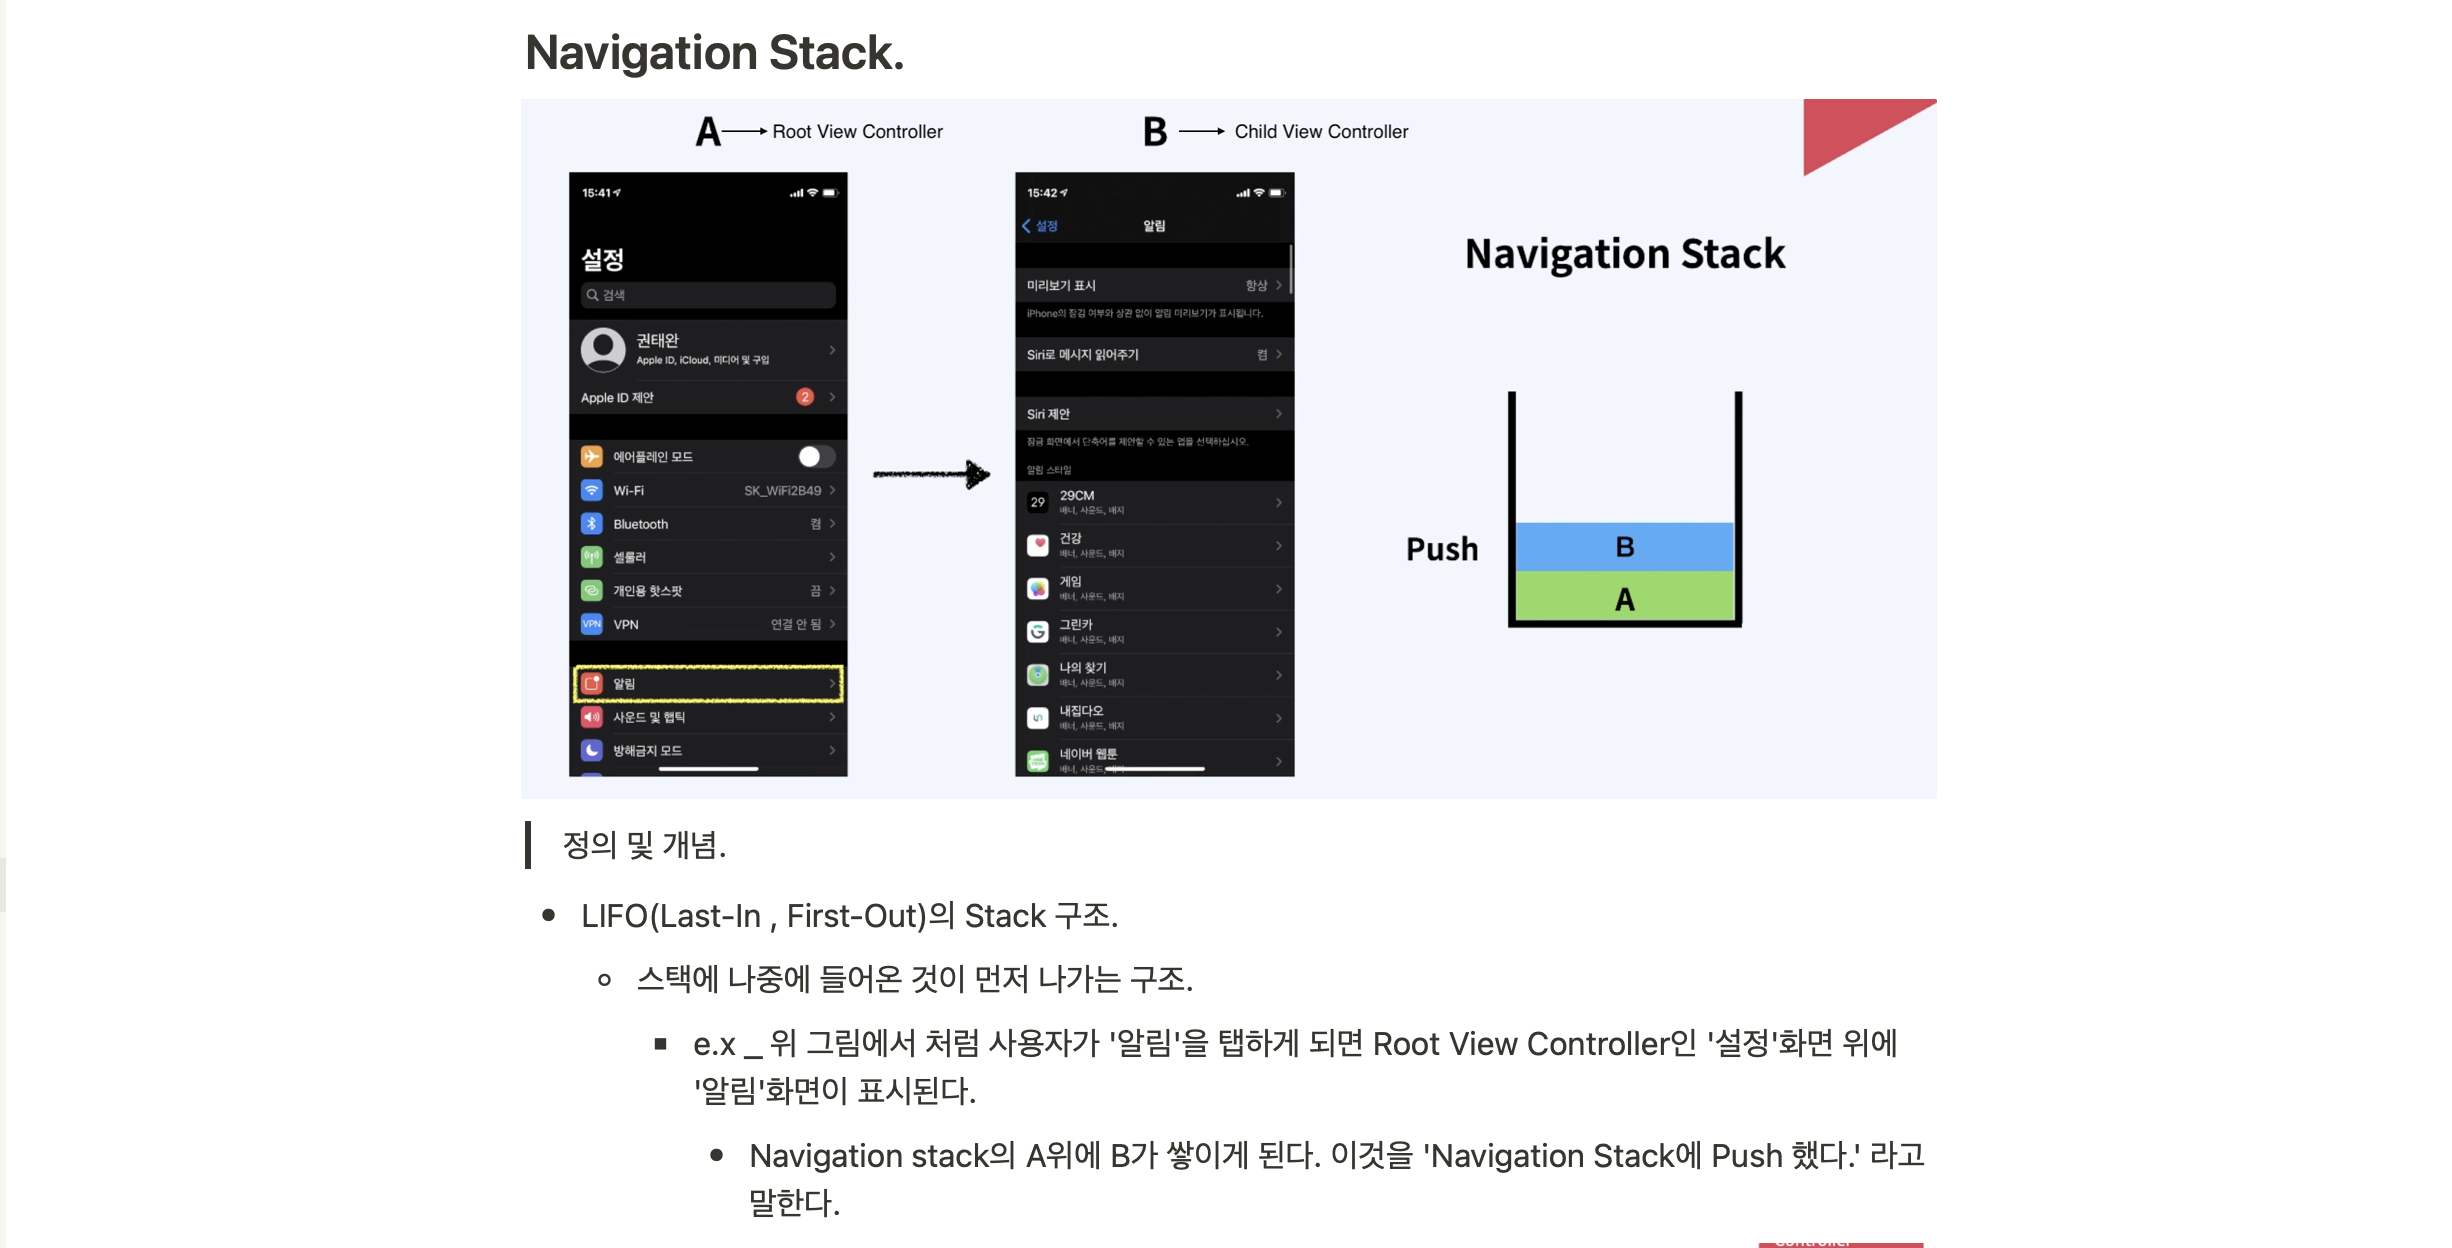 Navigation Stack.
A → Root View Controller
B → Child View Controller
15:41
설정
검색
권태완
Apple ID, iCloud, 미디어 및 구입
Apple ID 제안 2
에어플레인 모드
Wi-Fi SK_WiFi2B49
Bluetooth 켬
셀룰러
개인용 핫스팟 끔
VPN VPN 연결 안 됨
알림
사운드 및 햅틱
방해금지 모드
15:42
설정 알림
미리보기 표시 항상
iPhone의 잠김 여부와 상관 없이 알림 미리보기가 표시됩니다.
Siri로 메시지 읽어주기 켬
Siri 제안
잠금 화면에서 단축어를 제안할 수 있는 앱을 선택하십시오.
알림 스타일
29 29CM
배너, 사운드, 배지
건강
배너, 사운드, 배지
게임
배너, 사운드, 배지
그린카
배너, 사운드, 배지
나의 찾기
배너, 사운드, 배지
내집다오
배너, 사운드, 배지
네이버 웹툰
배너, 사운드, 배지
Navigation Stack
Push
B
A
정의 및 개념.
• LIFO(Last-In , First-Out)의 Stack 구조.
◦ 스택에 나중에 들어온 것이 먼저 나가는 구조.
▪ e.x _ 위 그림에서 처럼 사용자가 '알림'을 탭하게 되면 Root View Controller인 '설정'화면 위에
'알림'화면이 표시된다.
• Navigation stack의 A위에 B가 쌓이게 된다. 이것을 'Navigation Stack에 Push 했다.' 라고
말한다.